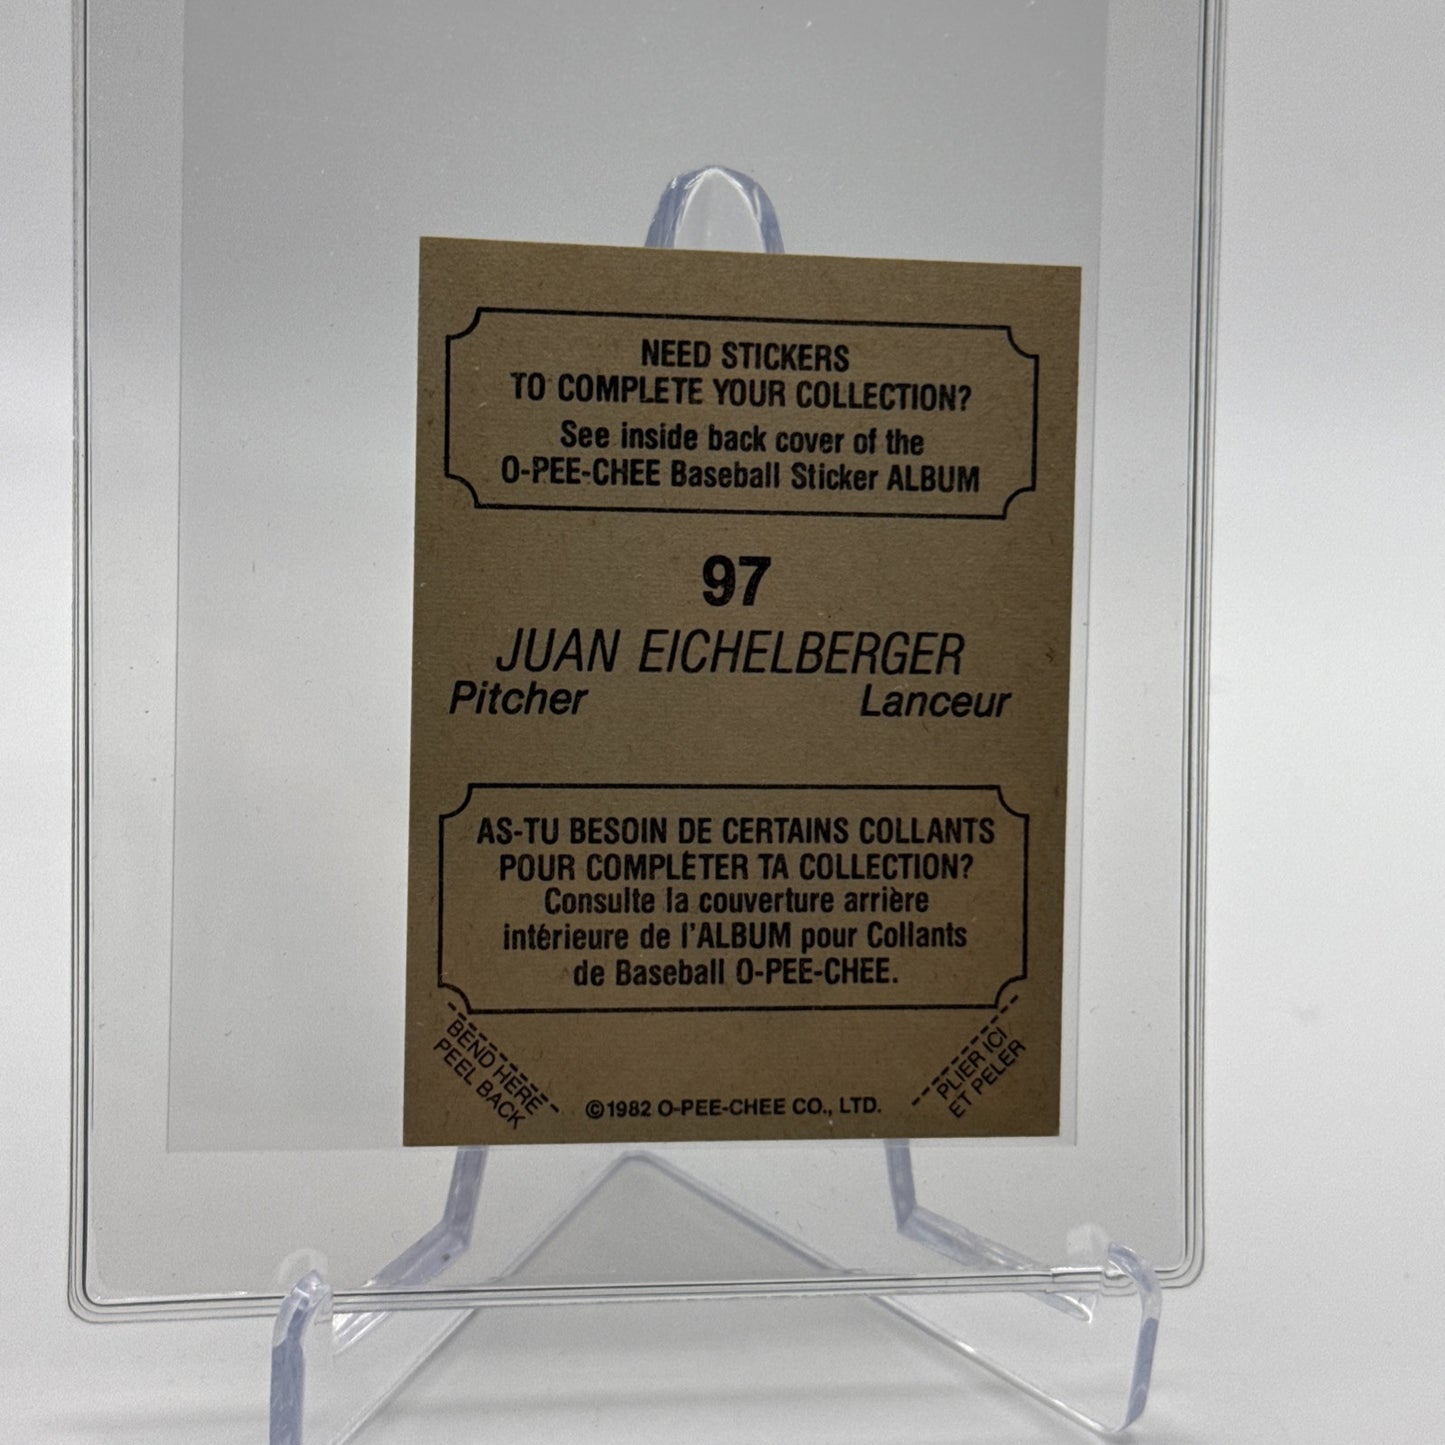 NEED STICKERS
TO COMPLETE YOUR COLLECTION?
See inside back cover of the
O-PEE-CHEE Baseball Sticker ALBUM
97
JUAN EICHELBERGER
Pitcher Lanceur
AS-TU BESOIN DE CERTAINS COLLANTS
POUR COMPLÉTER TA COLLECTION?
Consulte la couverture arrière
intérieure de l'ALBUM pour Collants
de Baseball O-PEE-CHEE.
BEND HERE
PEEL BACK
©1982 O-PEE-CHEE CO., LTD.
PLIER ICI
ET PELER